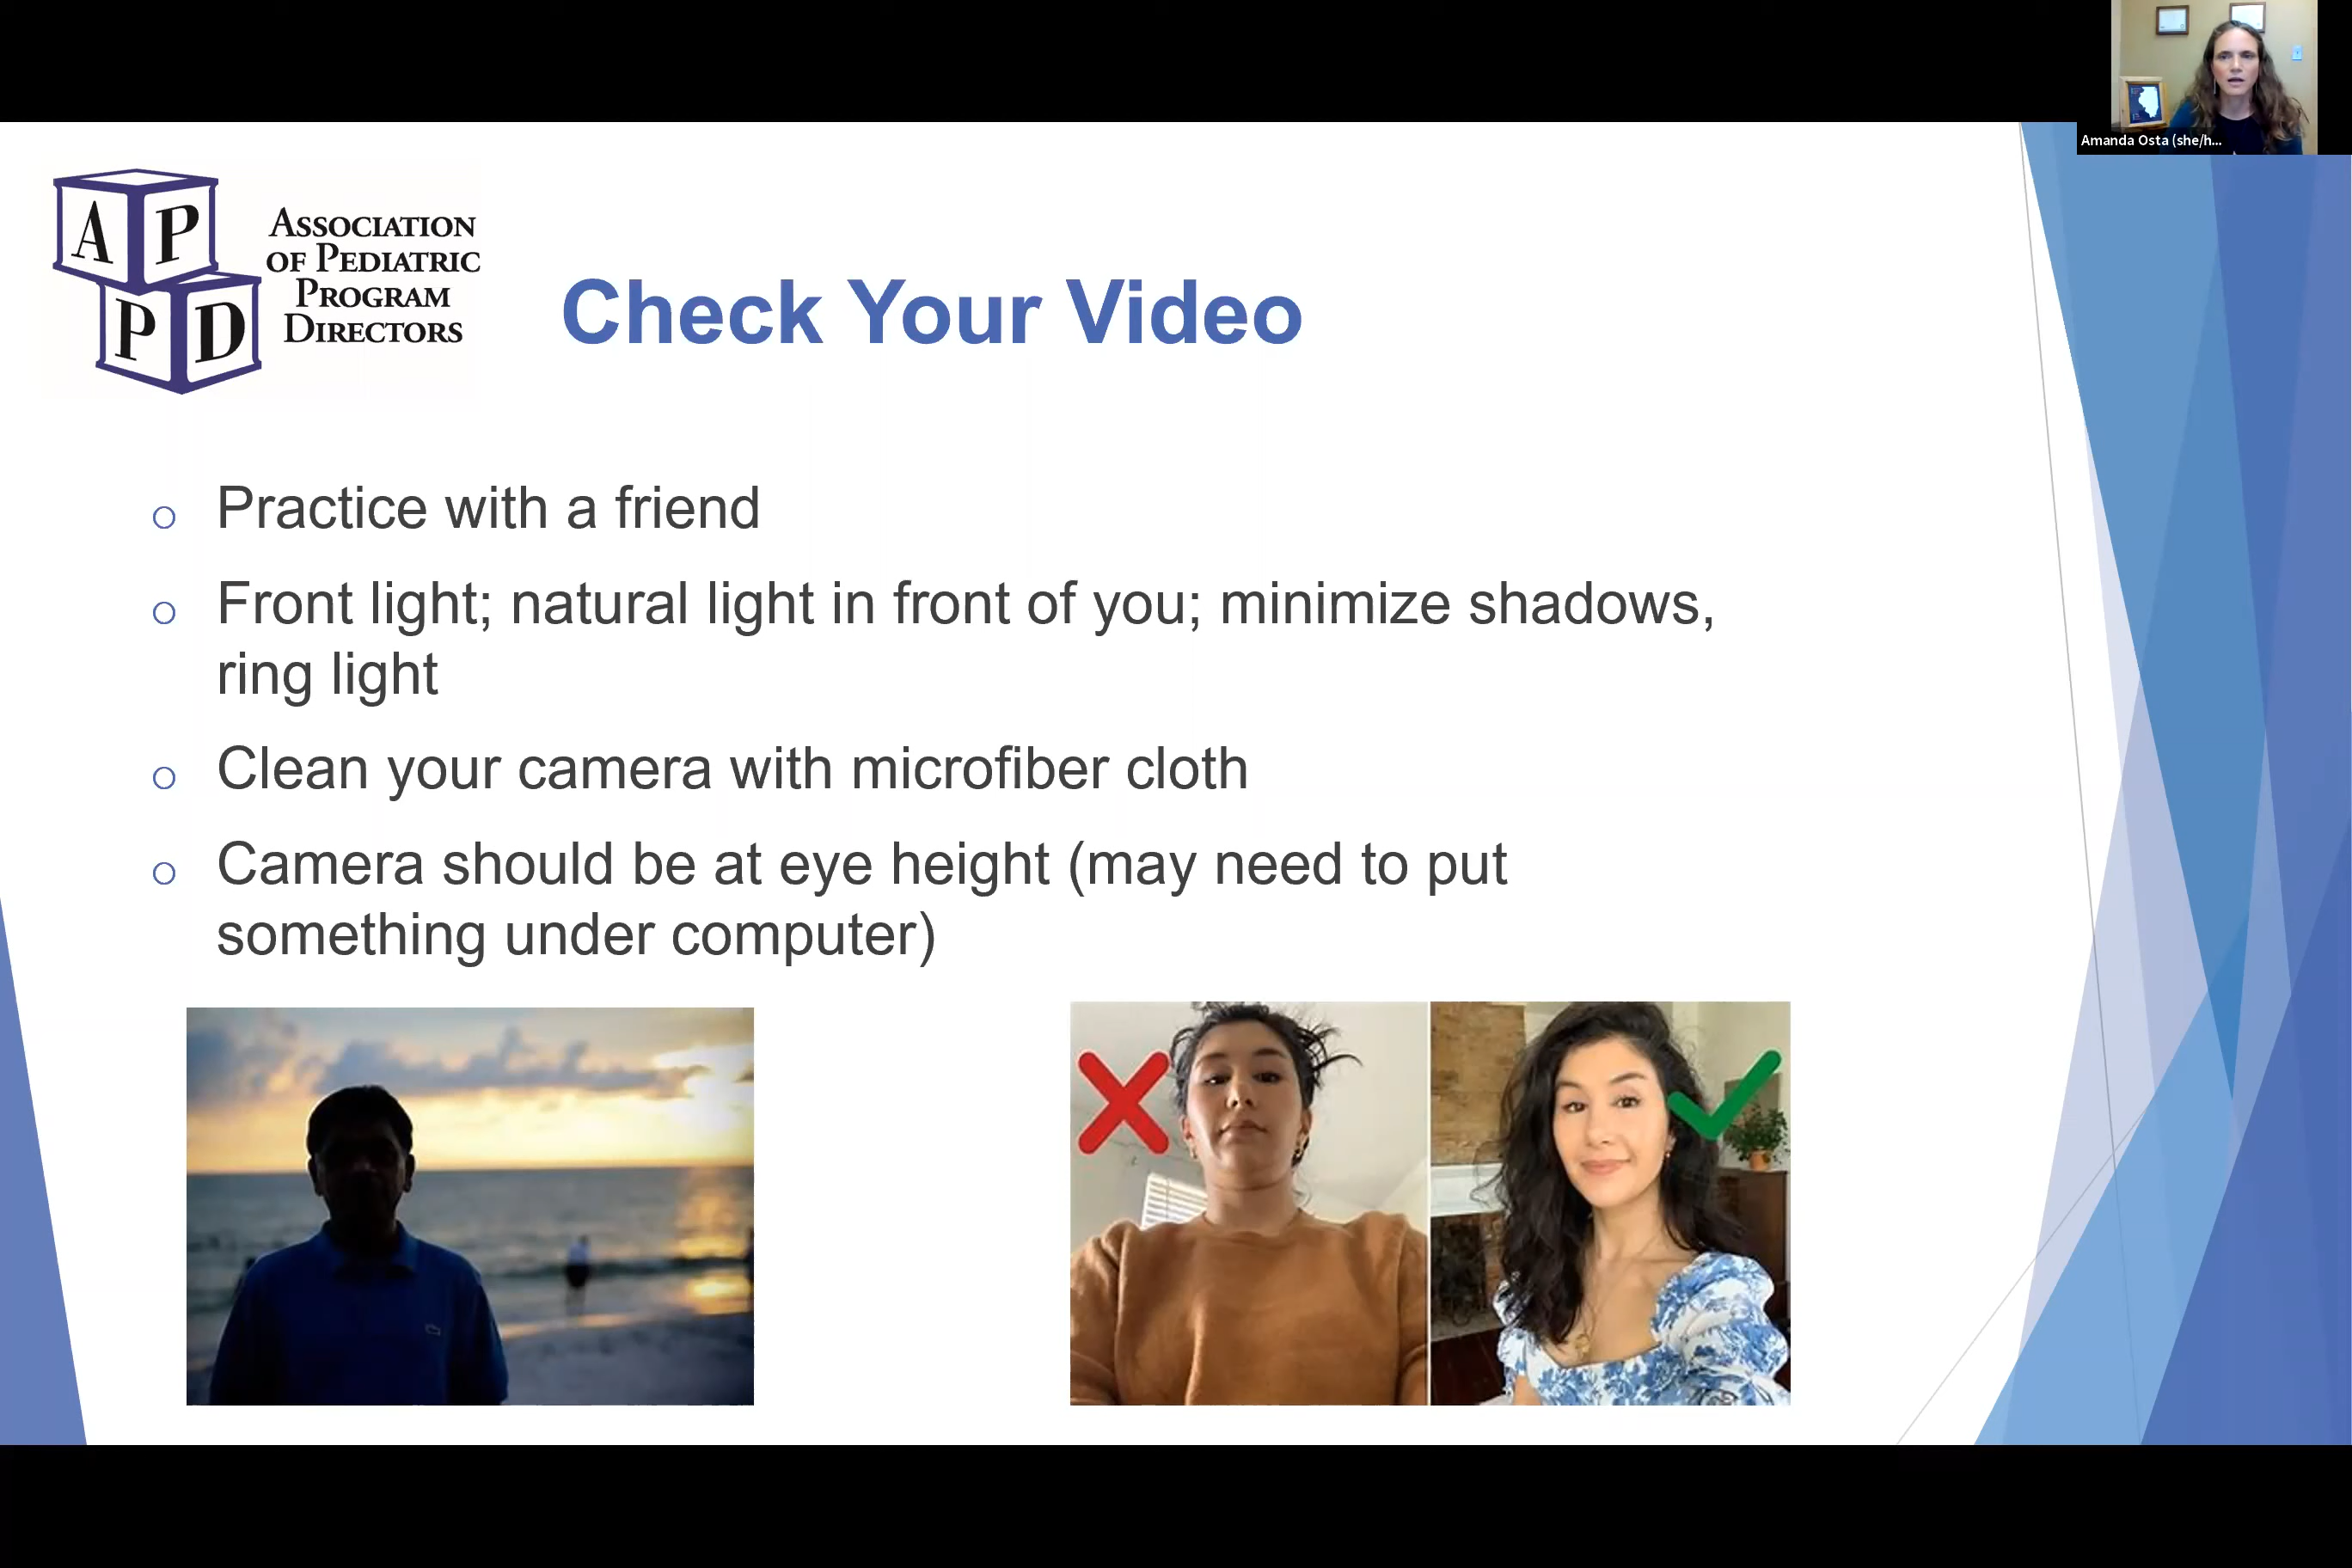 Amanda Osta (she/h...
A P
P D
ASSOCIATION
OF PEDIATRIC
PROGRAM
DIRECTORS
Check Your Video
Practice with a friend
Front light; natural light in front of you; minimize shadows,
ring light
Clean your camera with microfiber cloth
Camera should be at eye height (may need to put
something under computer)